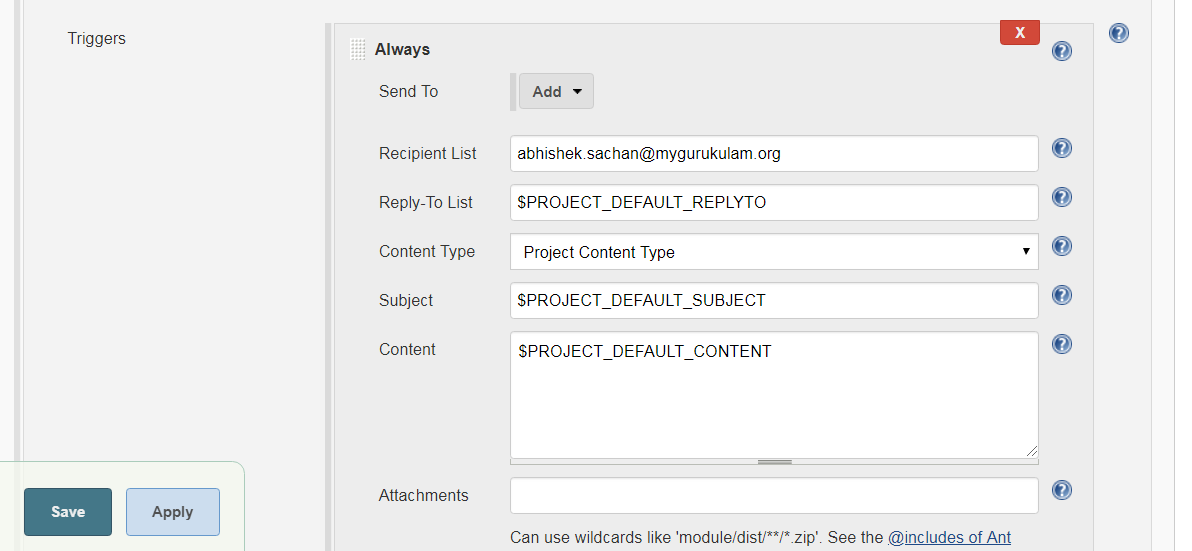 Triggers
Always
X
?
?
Send To
Add
Recipient List
abhishek.sachan@mygurukulam.org
?
Reply-To List
$PROJECT_DEFAULT_REPLYTO
?
Content Type
Project Content Type
?
Subject
$PROJECT_DEFAULT_SUBJECT
?
Content
$PROJECT_DEFAULT_CONTENT
?
Attachments
?
Can use wildcards like 'module/dist/**/*.zip'. See the @includes of Ant
Save
Apply